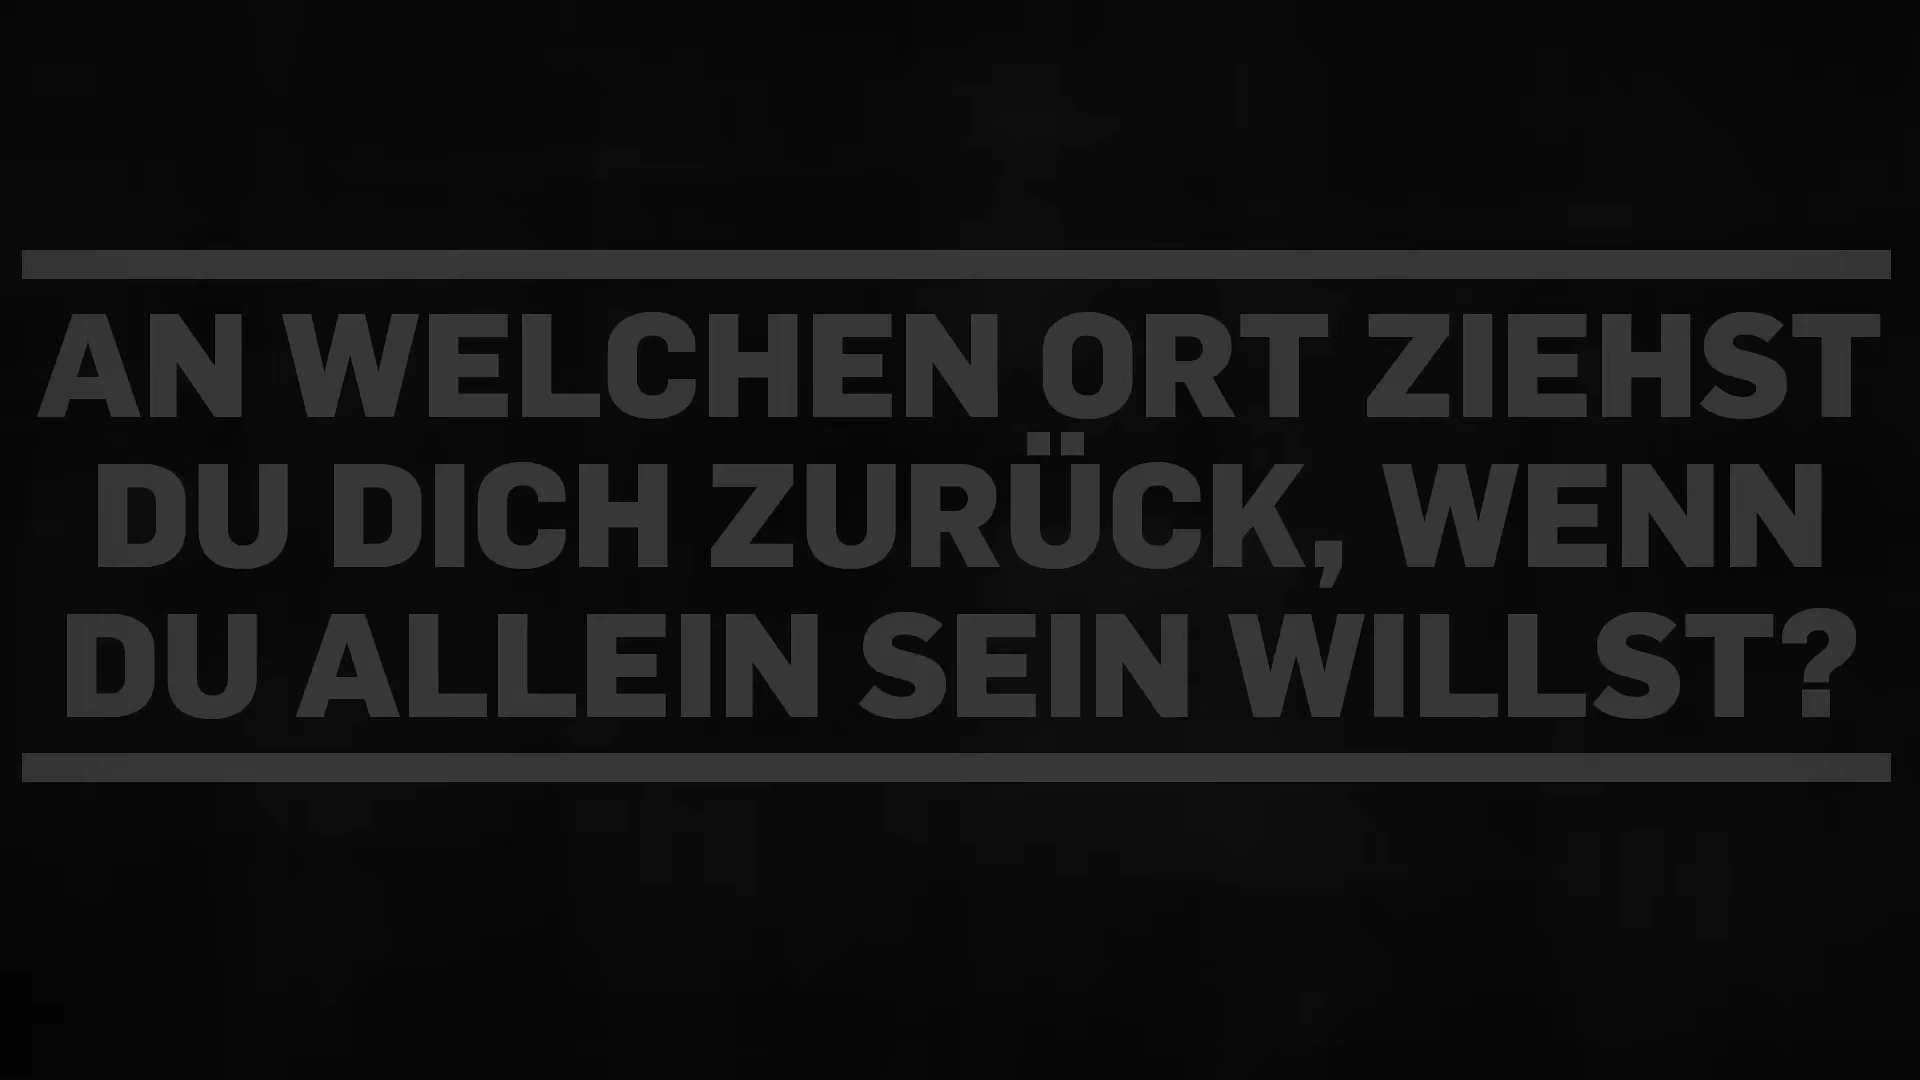 AN WELCHEN ORT ZIEHST
DU DICH ZURÜCK, WENN
DU ALLEIN SEIN WILLST?